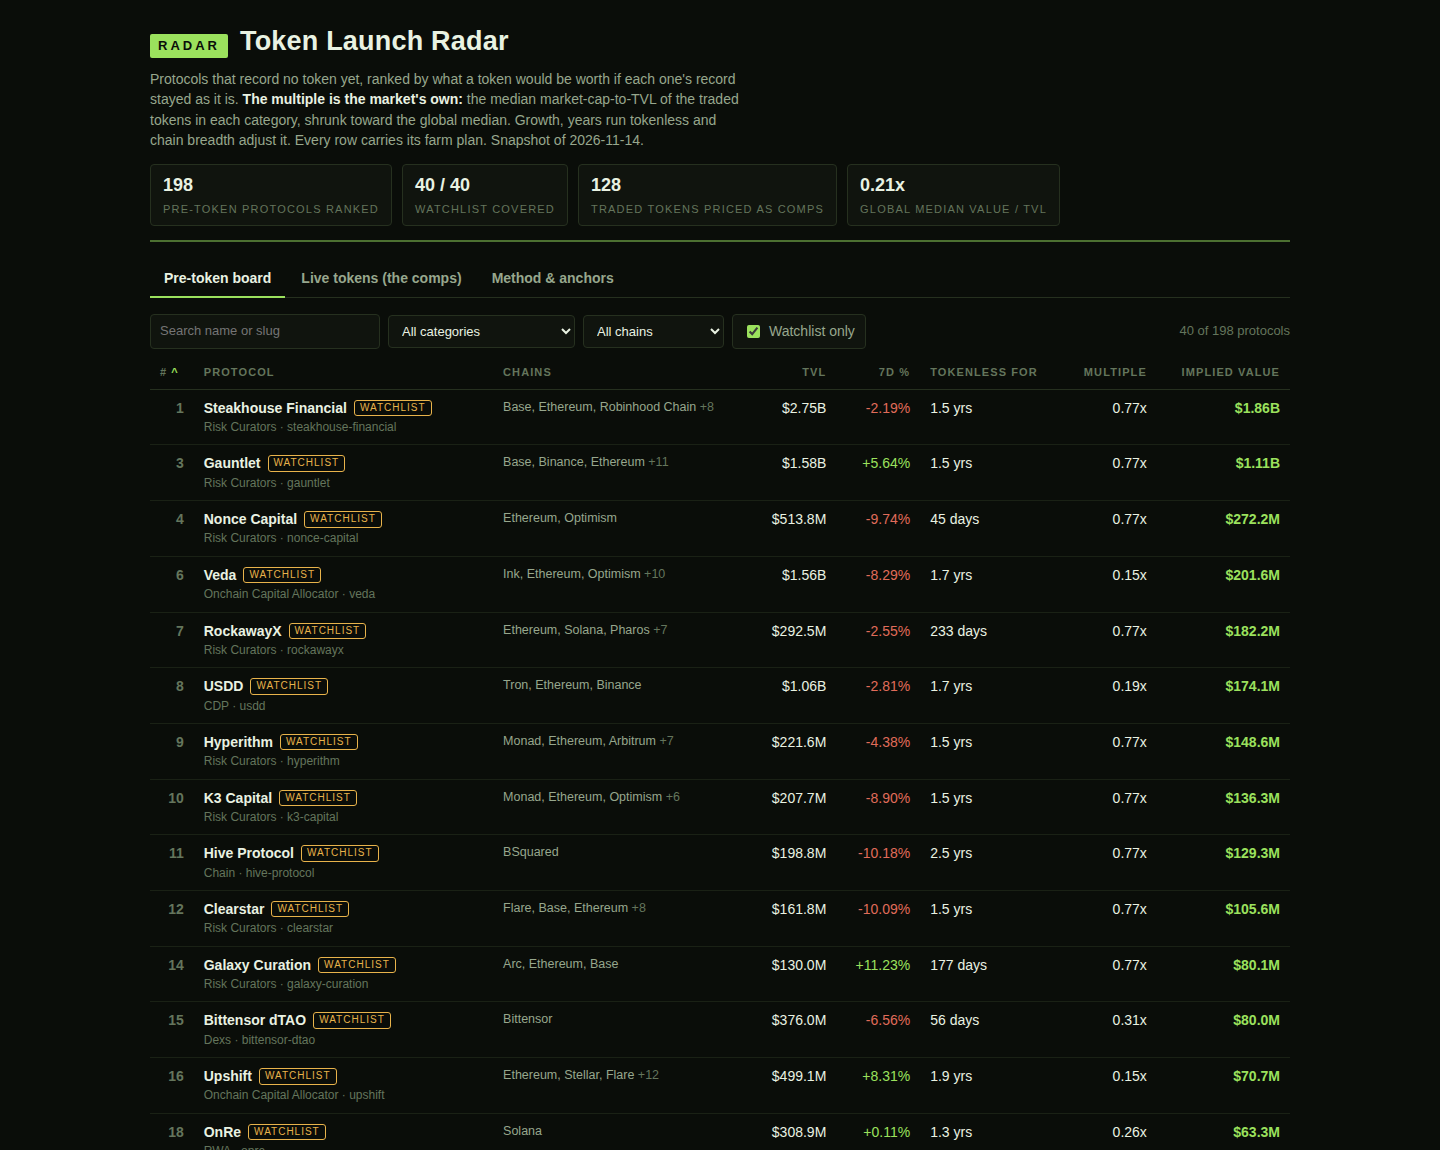 RADAR Token Launch Radar
Protocols that record no token yet, ranked by what a token would be worth if each one's record
stayed as it is. The multiple is the market's own: the median market-cap-to-TVL of the traded
tokens in each category, shrunk toward the global median. Growth, years run tokenless and
chain breadth adjust it. Every row carries its farm plan. Snapshot of 2026-11-14.
198 40 / 40 128 0.21x
PRE-TOKEN PROTOCOLS RANKED WATCHLIST COVERED TRADED TOKENS PRICED AS COMPS GLOBAL MEDIAN VALUE / TVL
Pre-token board Live tokens (the comps) Method & anchors
Search name or slug All categories All chains Watchlist only 40 of 198 protocols
# ^ PROTOCOL CHAINS TVL 7D % TOKENLESS FOR MULTIPLE IMPLIED VALUE
1 Steakhouse Financial WATCHLIST Base, Ethereum, Robinhood Chain +8 $2.75B -2.19% 1.5 yrs 0.77x $1.86B
Risk Curators · steakhouse-financial
3 Gauntlet WATCHLIST Base, Binance, Ethereum +11 $1.58B +5.64% 1.5 yrs 0.77x $1.11B
Risk Curators · gauntlet
4 Nonce Capital WATCHLIST Ethereum, Optimism $513.8M -9.74% 45 days 0.77x $272.2M
Risk Curators · nonce-capital
6 Veda WATCHLIST Ink, Ethereum, Optimism +10 $1.56B -8.29% 1.7 yrs 0.15x $201.6M
Onchain Capital Allocator · veda
7 RockawayX WATCHLIST Ethereum, Solana, Pharos +7 $292.5M -2.55% 233 days 0.77x $182.2M
Risk Curators · rockawayx
8 USDD WATCHLIST Tron, Ethereum, Binance $1.06B -2.81% 1.7 yrs 0.19x $174.1M
CDP · usdd
9 Hyperithm WATCHLIST Monad, Ethereum, Arbitrum +7 $221.6M -4.38% 1.5 yrs 0.77x $148.6M
Risk Curators · hyperithm
10 K3 Capital WATCHLIST Monad, Ethereum, Optimism +6 $207.7M -8.90% 1.5 yrs 0.77x $136.3M
Risk Curators · k3-capital
11 Hive Protocol WATCHLIST BSquared $198.8M -10.18% 2.5 yrs 0.77x $129.3M
Chain · hive-protocol
12 Clearstar WATCHLIST Flare, Base, Ethereum +8 $161.8M -10.09% 1.5 yrs 0.77x $105.6M
Risk Curators · clearstar
14 Galaxy Curation WATCHLIST Arc, Ethereum, Base $130.0M +11.23% 177 days 0.77x $80.1M
Risk Curators · galaxy-curation
15 Bittensor dTAO WATCHLIST Bittensor $376.0M -6.56% 56 days 0.31x $80.0M
Dexs · bittensor-dtao
16 Upshift WATCHLIST Ethereum, Stellar, Flare +12 $499.1M +8.31% 1.9 yrs 0.15x $70.7M
Onchain Capital Allocator · upshift
18 OnRe WATCHLIST Solana $308.9M +0.11% 1.3 yrs 0.26x $63.3M